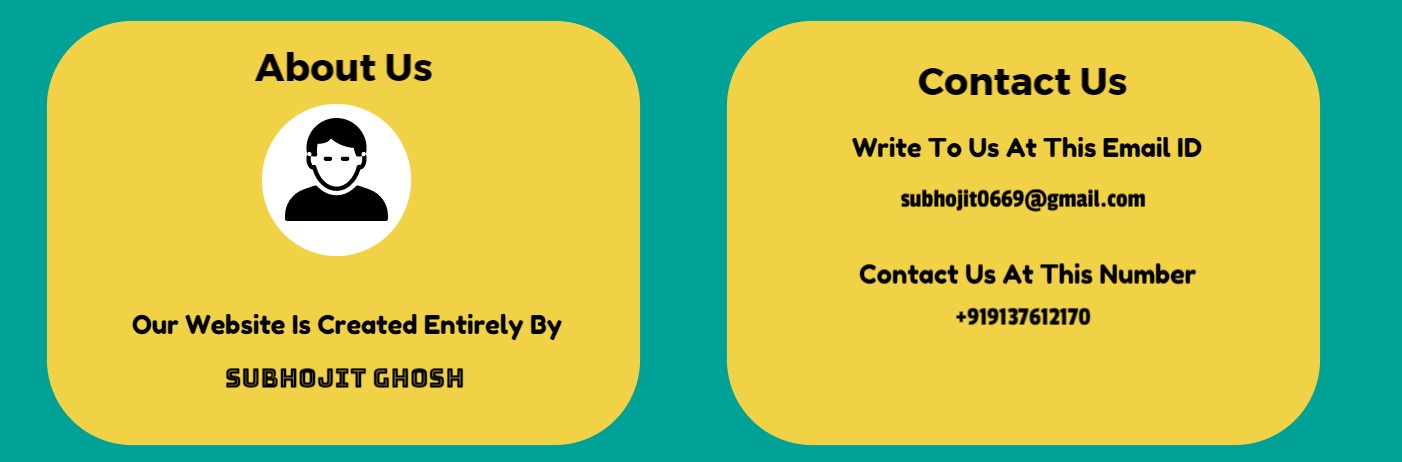 About Us
Our Website Is Created Entirely By
SUBHOJIT GHOSH
Contact Us
Write To Us At This Email ID
subhojit0669@gmail.com
Contact Us At This Number
+919137612170